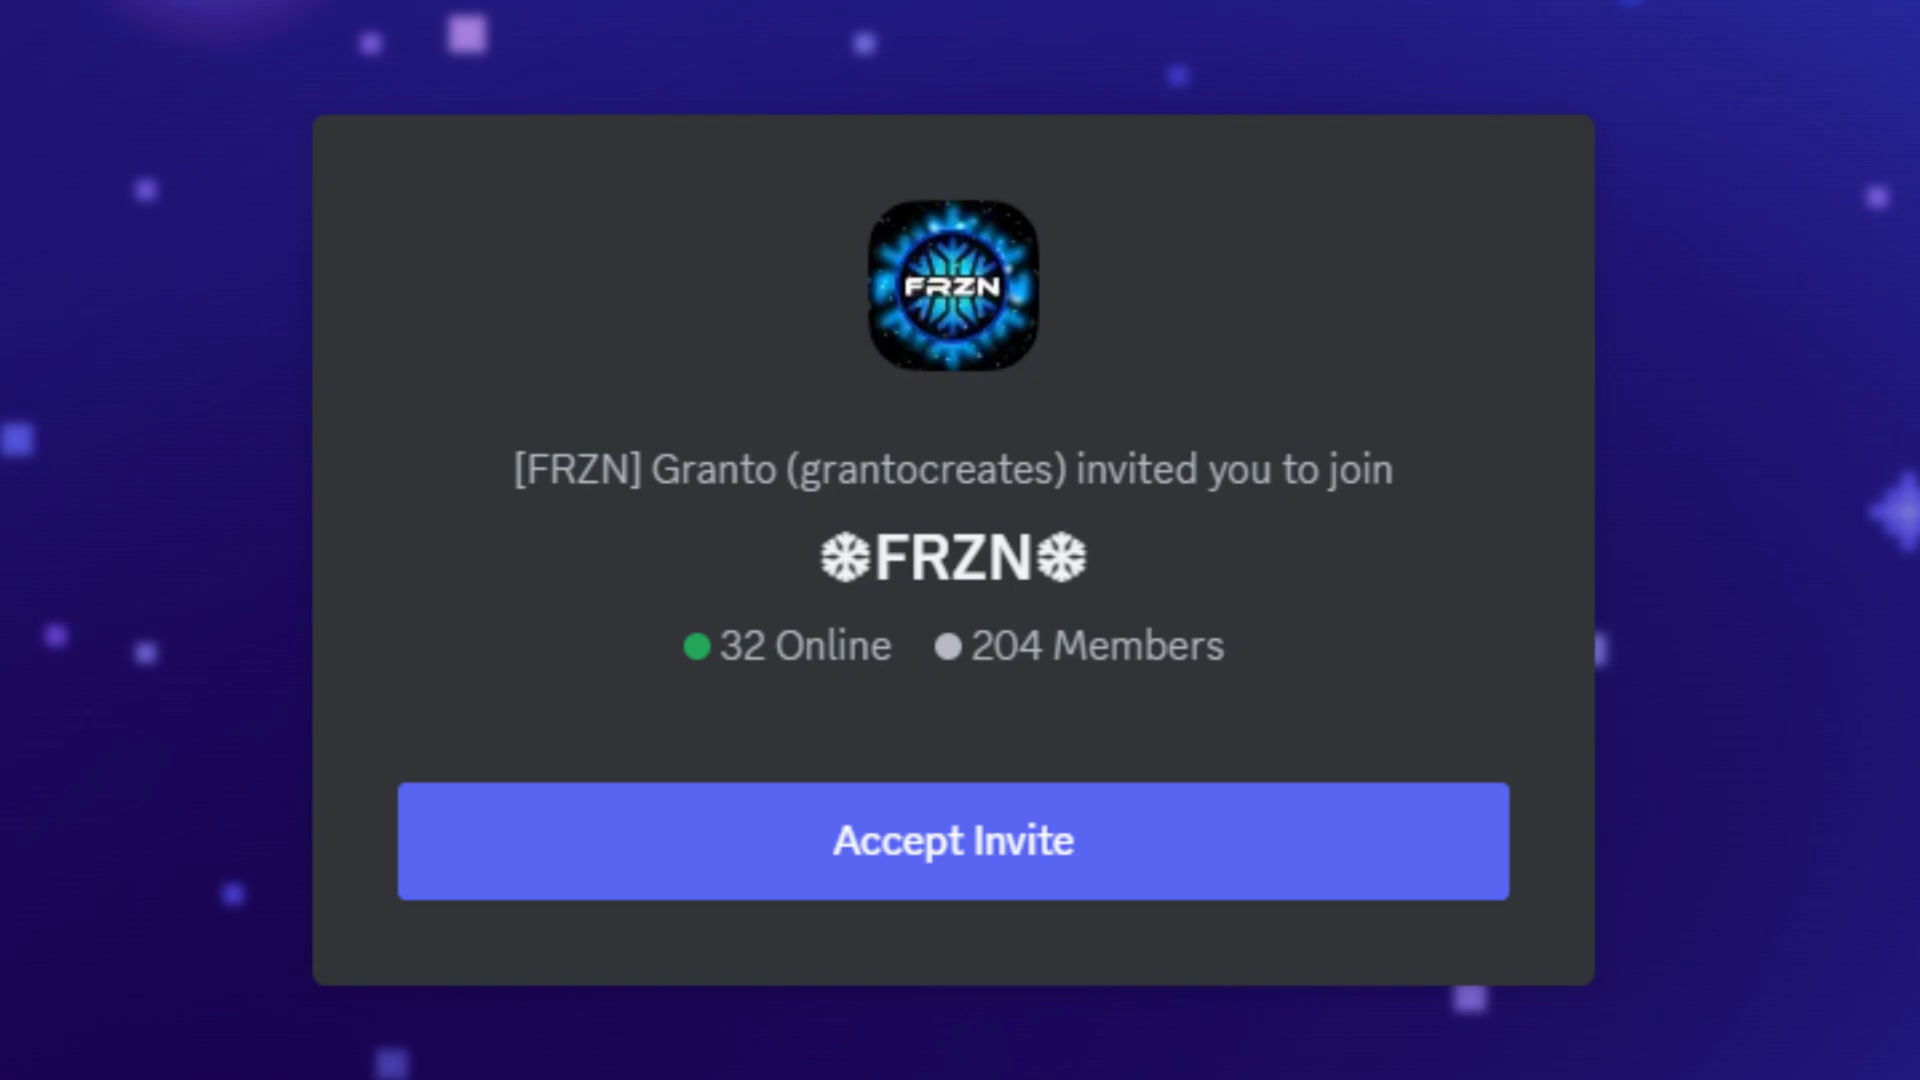 FRZN
[FRZN] Granto (grantocreates) invited you to join
❄FRZN❄
32 Online 204 Members
Accept Invite